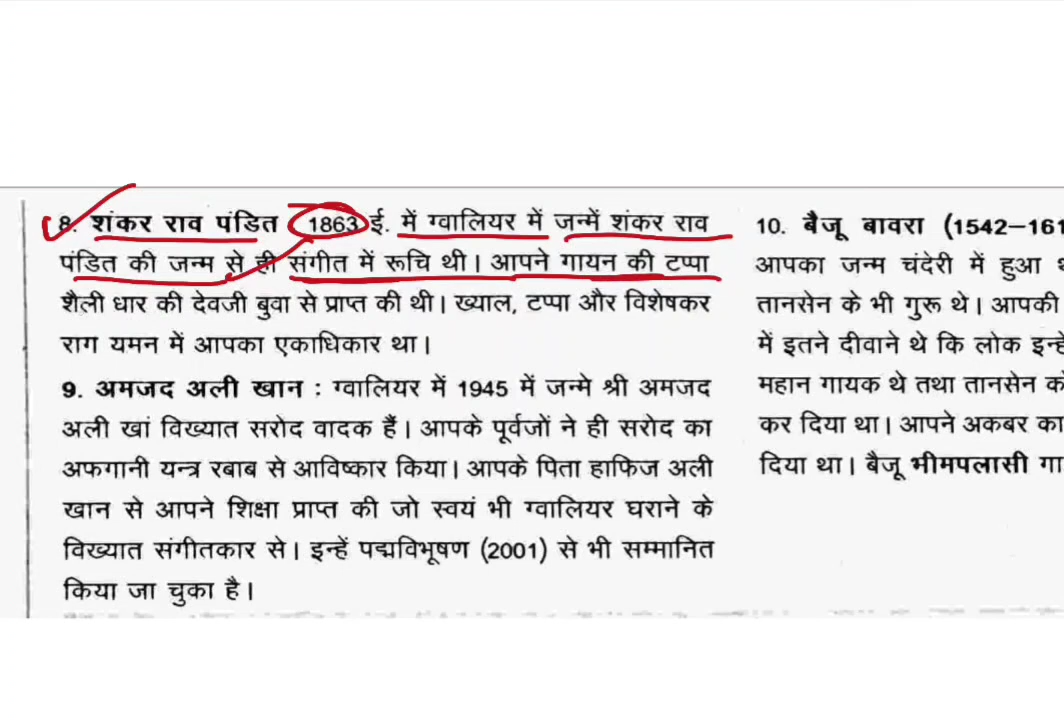 8. शंकर राव पंडित 1863 ई. में ग्वालियर में जन्में शंकर राव
पंडित की जन्म से ही संगीत में रूचि थी। आपने गायन की टप्पा
शैली धार की देवजी बुवा से प्राप्त की थी। ख्याल, टप्पा और विशेषकर
राग यमन में आपका एकाधिकार था।
9. अमजद अली खान : ग्वालियर में 1945 में जन्मे श्री अमजद
अली खां विख्यात सरोद वादक हैं। आपके पूर्वजों ने ही सरोद का
अफगानी यन्त्र रबाब से आविष्कार किया। आपके पिता हाफिज अली
खान से आपने शिक्षा प्राप्त की जो स्वयं भी ग्वालियर घराने के
विख्यात संगीतकार से। इन्हें पद्मविभूषण (2001) से भी सम्मानित
किया जा चुका है।
10. बैजू बावरा (1542–161
आपका जन्म चंदेरी में हुआ
तानसेन के भी गुरू थे। आपकी
में इतने दीवाने थे कि लोक इन्हे
महान गायक थे तथा तानसेन को
कर दिया था। आपने अकबर का
दिया था। बैजू भीमपलासी गा